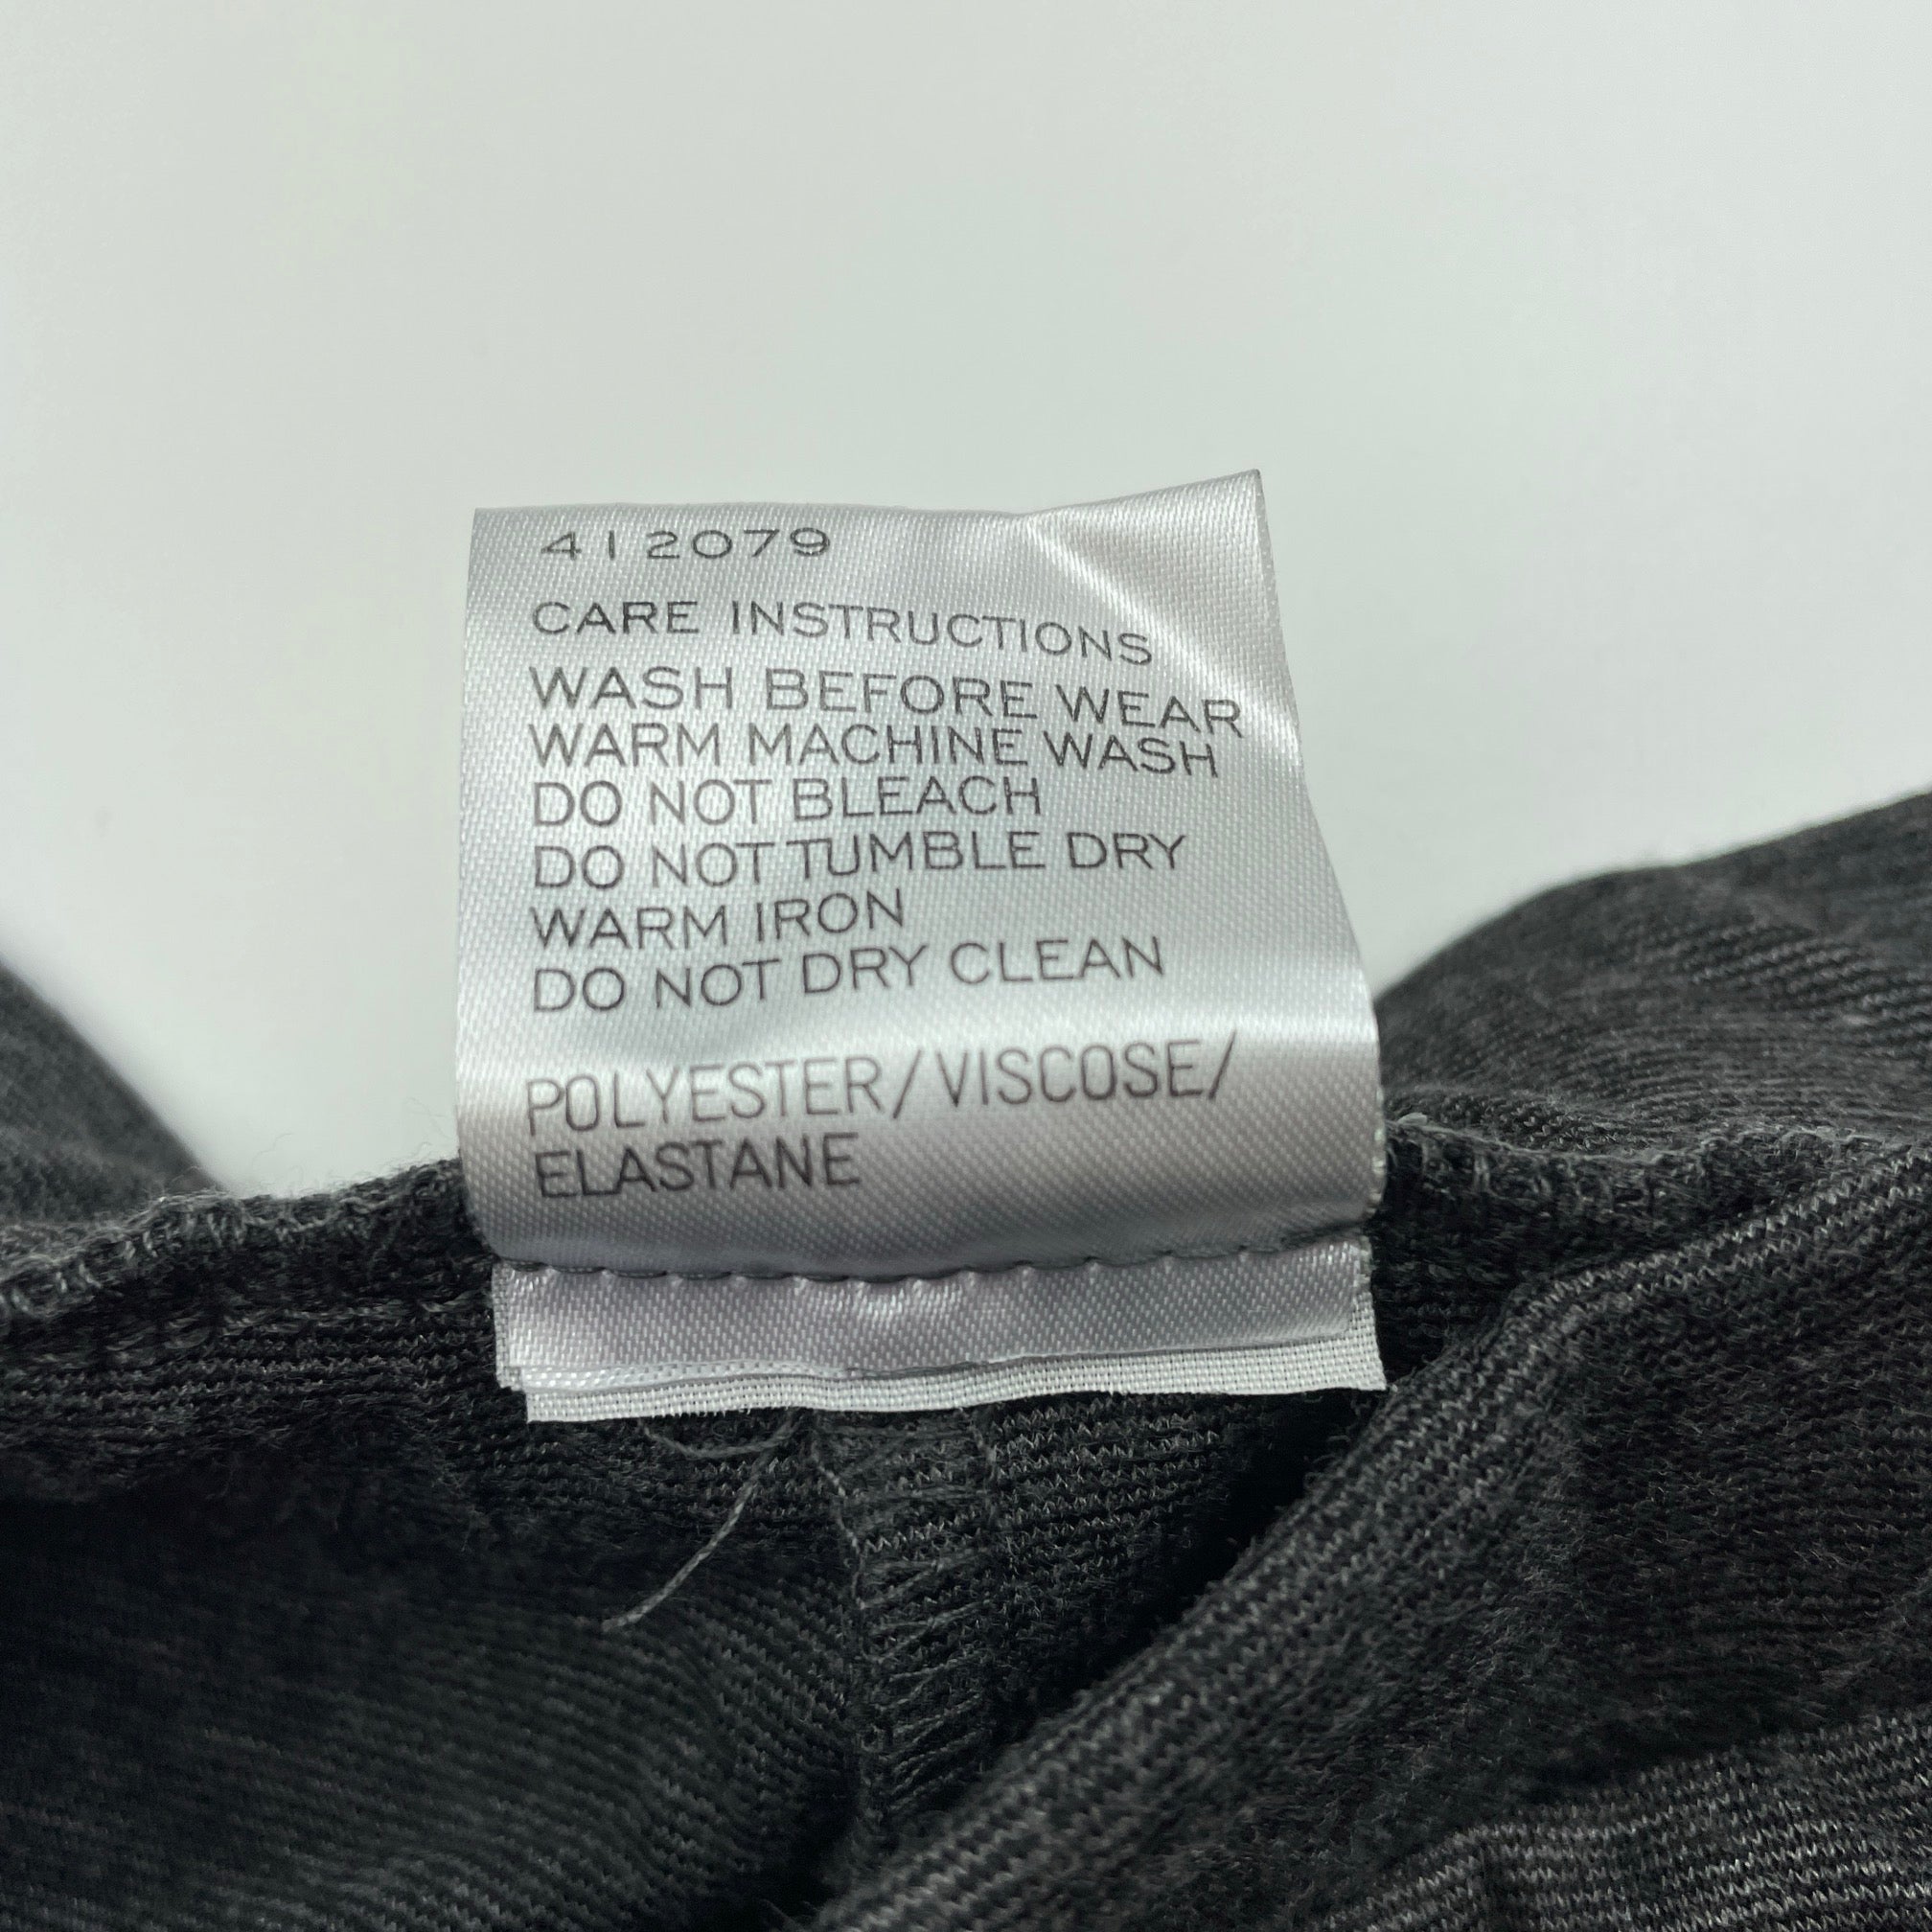 412079
CARE INSTRUCTIONS
WASH BEFORE WEAR
WARM MACHINE WASH
DO NOT BLEACH
DO NOT TUMBLE DRY
WARM IRON
DO NOT DRY CLEAN
POLYESTER/VISCOSE/
ELASTANE